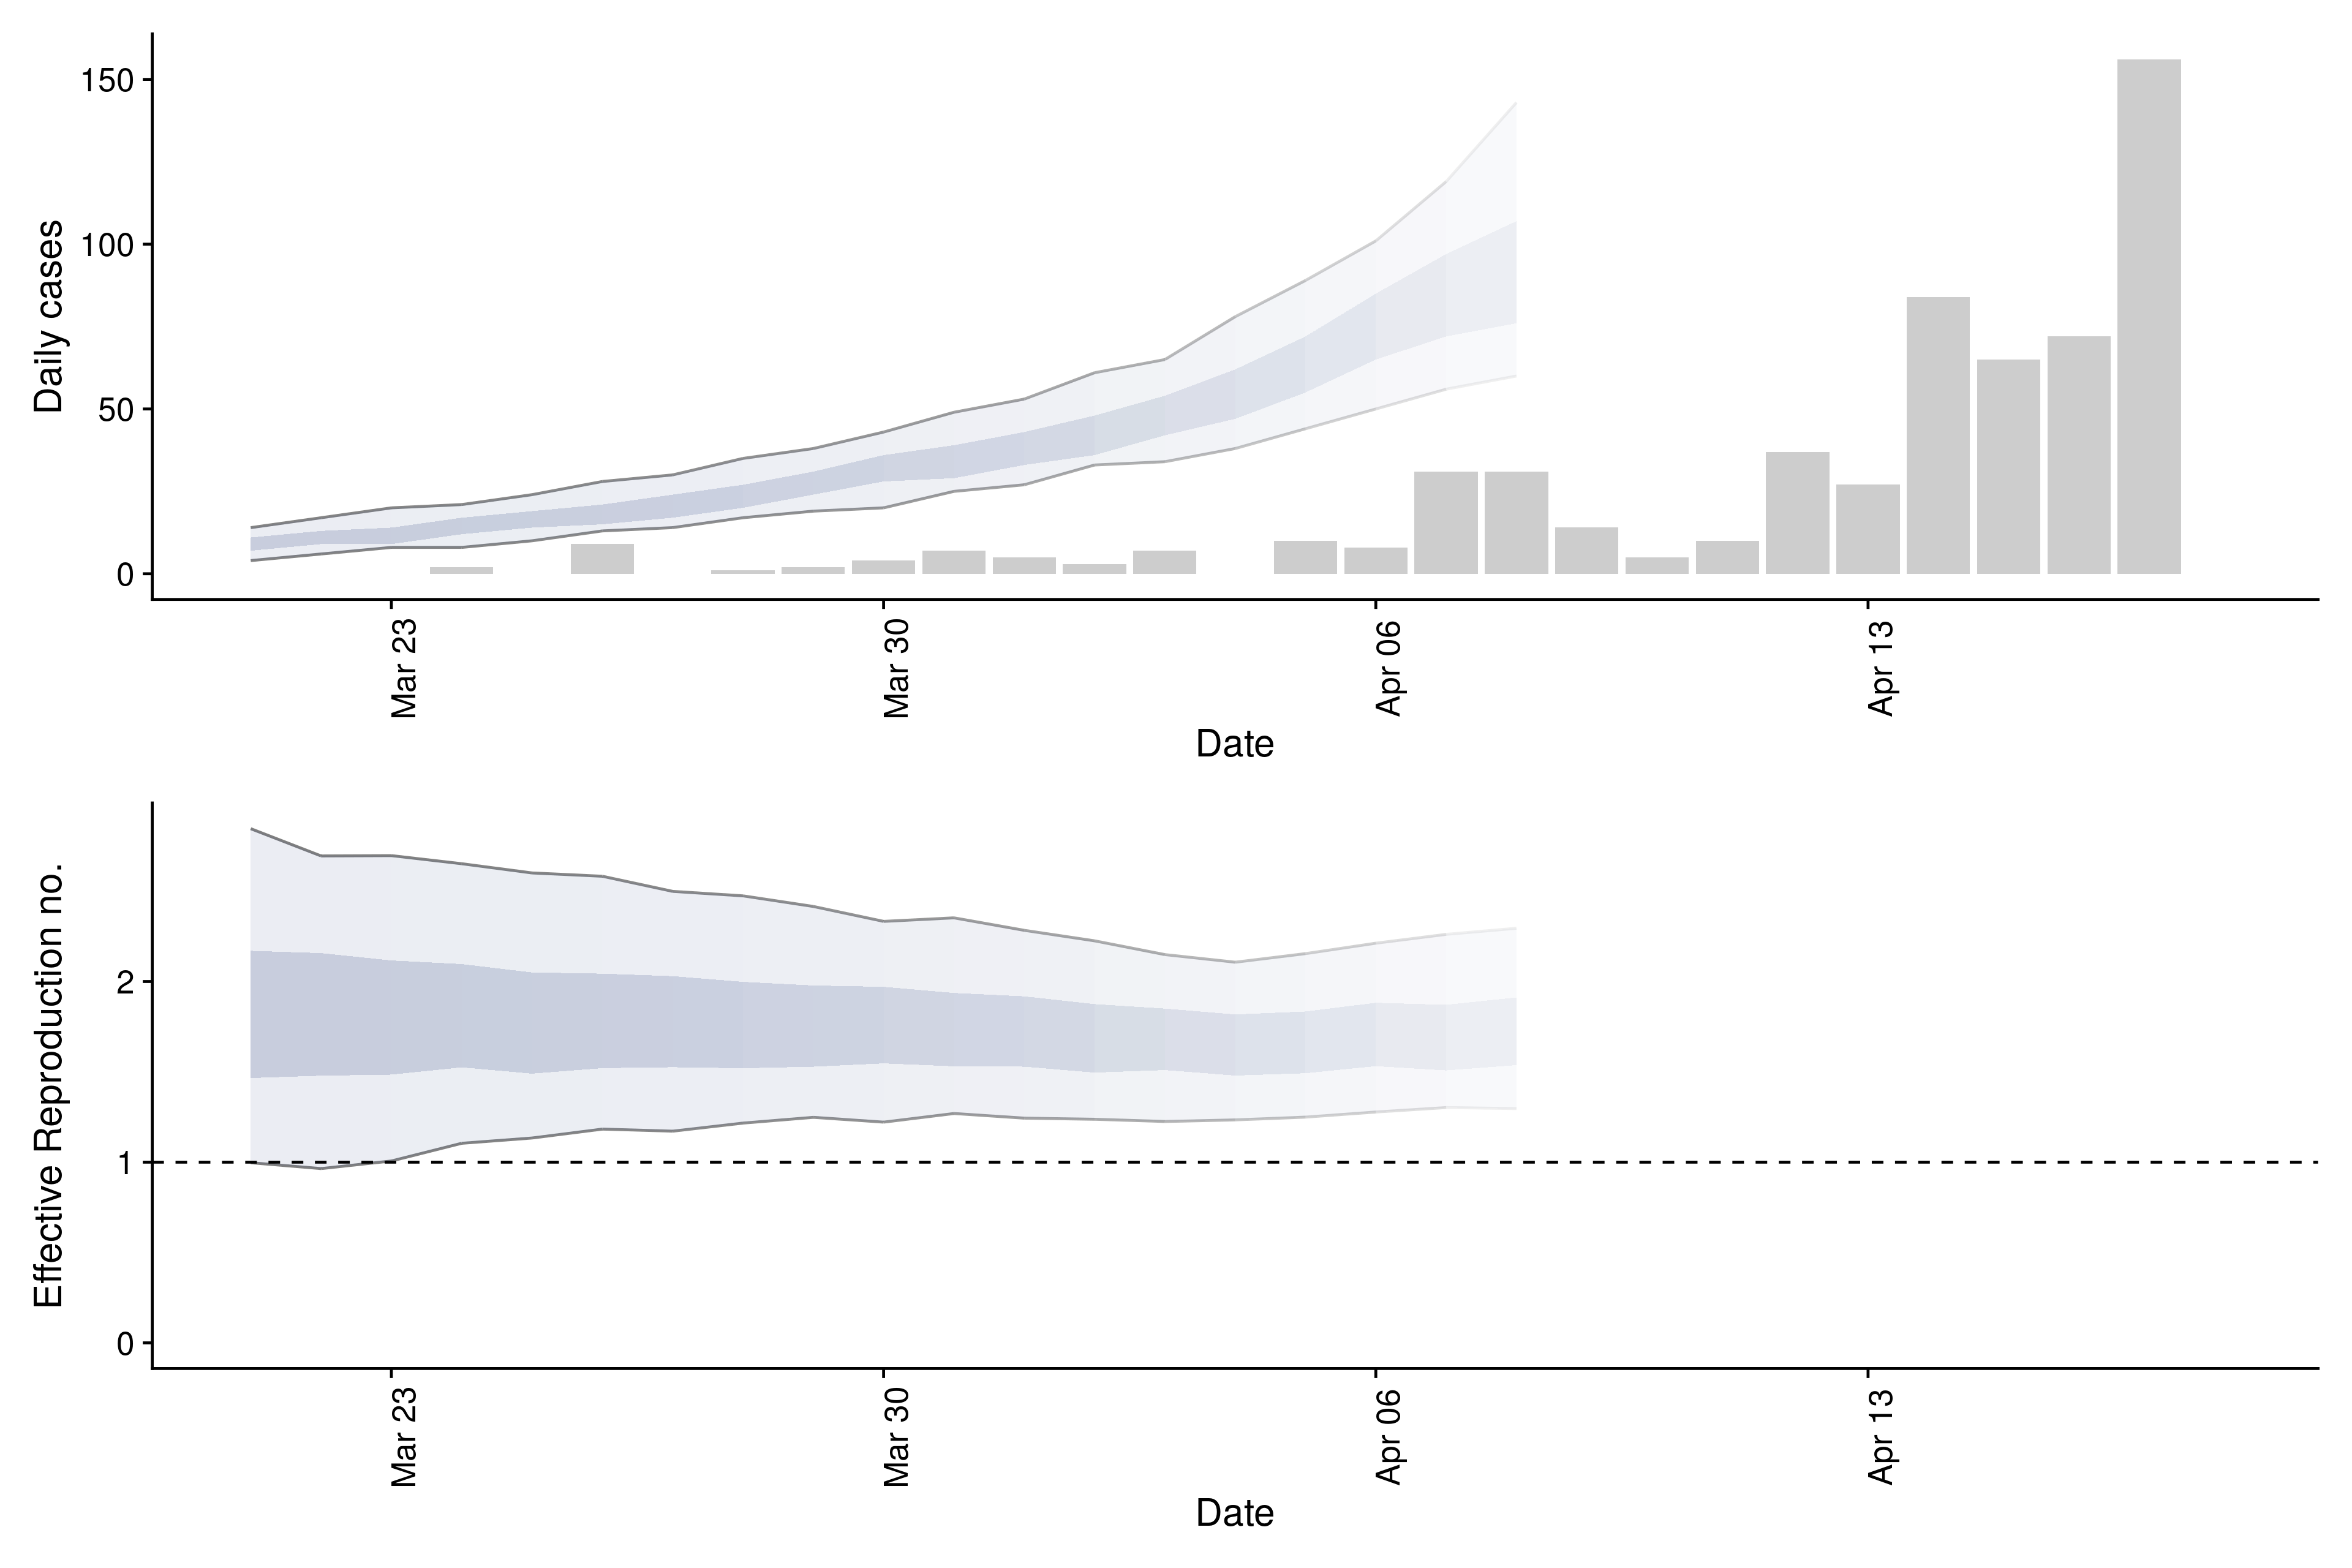 Daily cases
150
100
50
0
Mar 23
Mar 30
Apr 06
Apr 13
Date
Effective Reproduction no.
2
1
0
Mar 23
Mar 30
Apr 06
Apr 13
Date